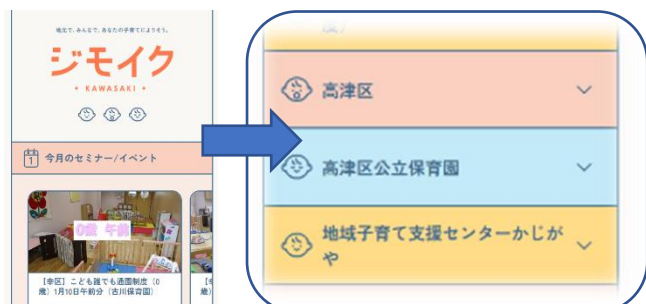 地元で、みんなで、あなたの子育てにようそう。
ジモイク
• KAWASAKI •
1
今月のセミナー/イベント
0歳 午前
【幸区】こども誰でも通園制度（0
歳）1月10日午前分（古川保育園）
高津区
高津区公立保育園
地域子育て支援センターかじが
や